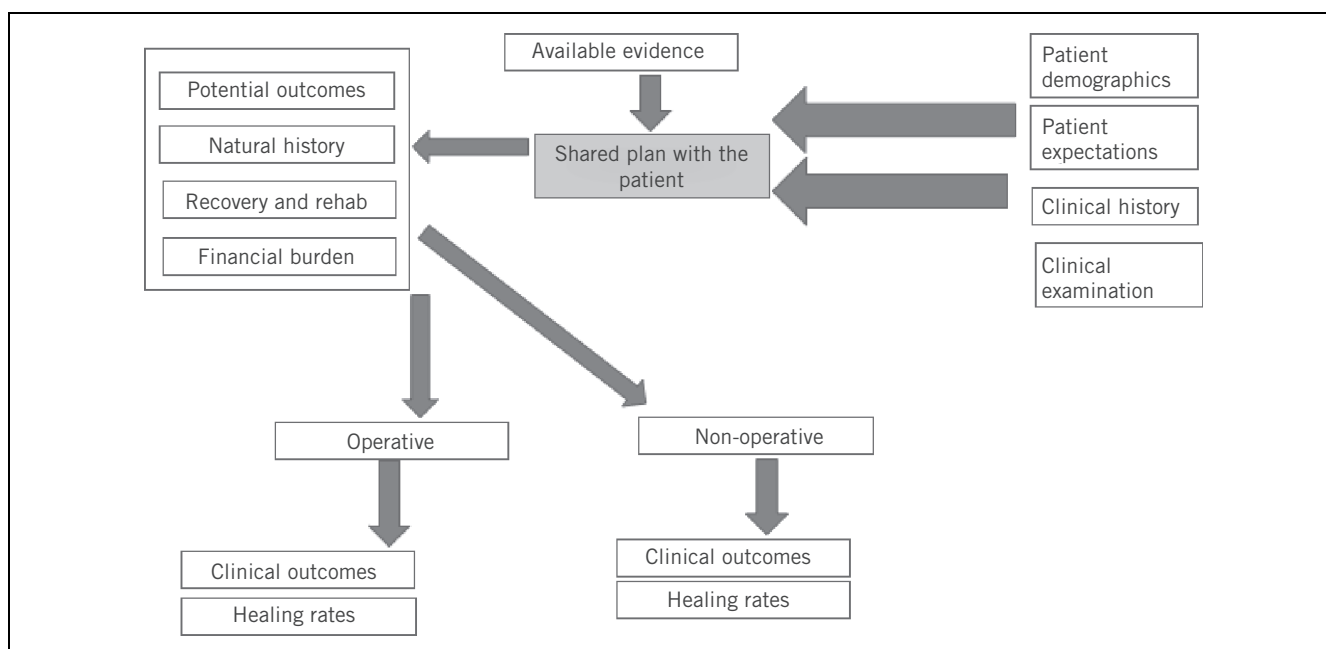 Potential outcomes
Natural history
Recovery and rehab
Financial burden
Available evidence
Shared plan with the
patient
Patient
demographics
Patient
expectations
Clinical history
Clinical
examination
Operative
Non-operative
Clinical outcomes
Healing rates
Clinical outcomes
Healing rates